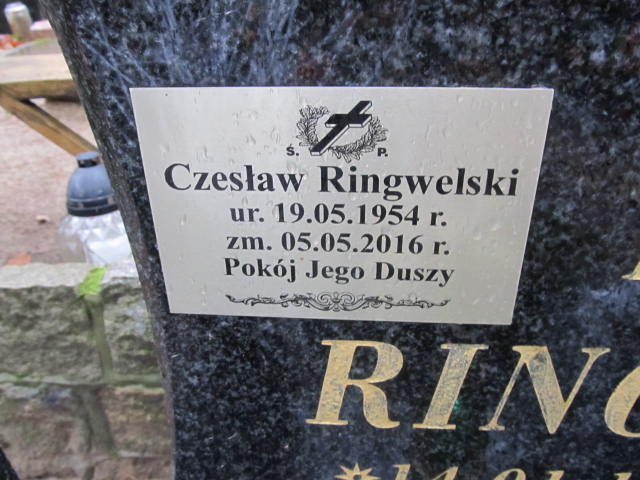 Ś. P.
Czesław Ringwelski
ur. 19.05.1954 r.
zm. 05.05.2016 r.
Pokój Jego Duszy